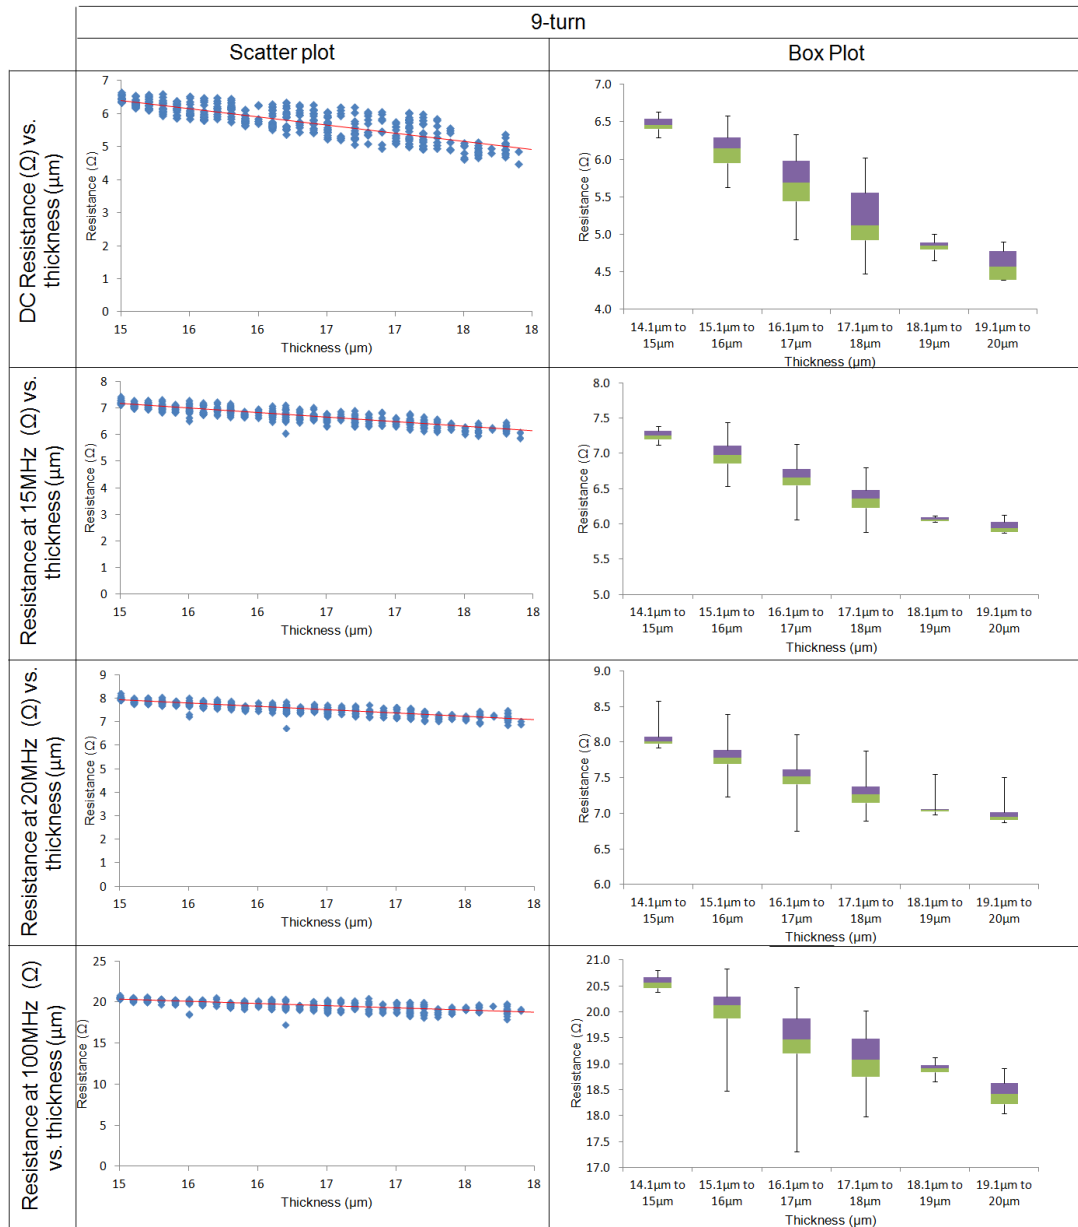 9-turn
Scatter plot
Box Plot
DC Resistance (Ω) vs.
thickness (µm)
Resistance (Ω)
7
6
5
4
3
2
1
0
15
16
16
17
17
18
18
Thickness (µm)
Resistance (Ω)
7.0
6.5
6.0
5.5
5.0
4.5
4.0
14.1µm to 15.1µm to 16.1µm to 17.1µm to 18.1µm to 19.1µm to
15µm 16µm 17µm 18µm 19µm 20µm
Thickness (µm)
Resistance at 15MHz (Ω) vs.
thickness (µm)
Resistance (Ω)
8
7
6
5
4
3
2
1
0
15 16 16 17 17 18 18
Thickness (µm)
Resistance (Ω)
8.0
7.5
7.0
6.5
6.0
5.5
5.0
14.1µm to 15.1µm to 16.1µm to 17.1µm to 18.1µm to 19.1µm to
15µm 16µm 17µm 18µm 19µm 20µm
Thickness (µm)
Resistance at 20MHz (Ω) vs.
thickness (µm)
Resistance (Ω)
9
8
7
6
5
4
3
2
1
0
15 16 16 17 17 18 18
Thickness (µm)
Resistance (Ω)
9.0
8.5
8.0
7.5
7.0
6.5
6.0
14.1µm to 15.1µm to 16.1µm to 17.1µm to 18.1µm to 19.1µm to
15µm 16µm 17µm 18µm 19µm 20µm
Thickness (µm)
Resistance at 100MHz (Ω)
vs. thickness (µm)
Resistance (Ω)
25
20
15
10
5
0
15 16 16 17 17 18 18
Thickness (µm)
Resistance (Ω)
21.0
20.5
20.0
19.5
19.0
18.5
18.0
17.5
17.0
14.1µm to 15.1µm to 16.1µm to 17.1µm to 18.1µm to 19.1µm to
15µm 16µm 17µm 18µm 19µm 20µm
Thickness (µm)